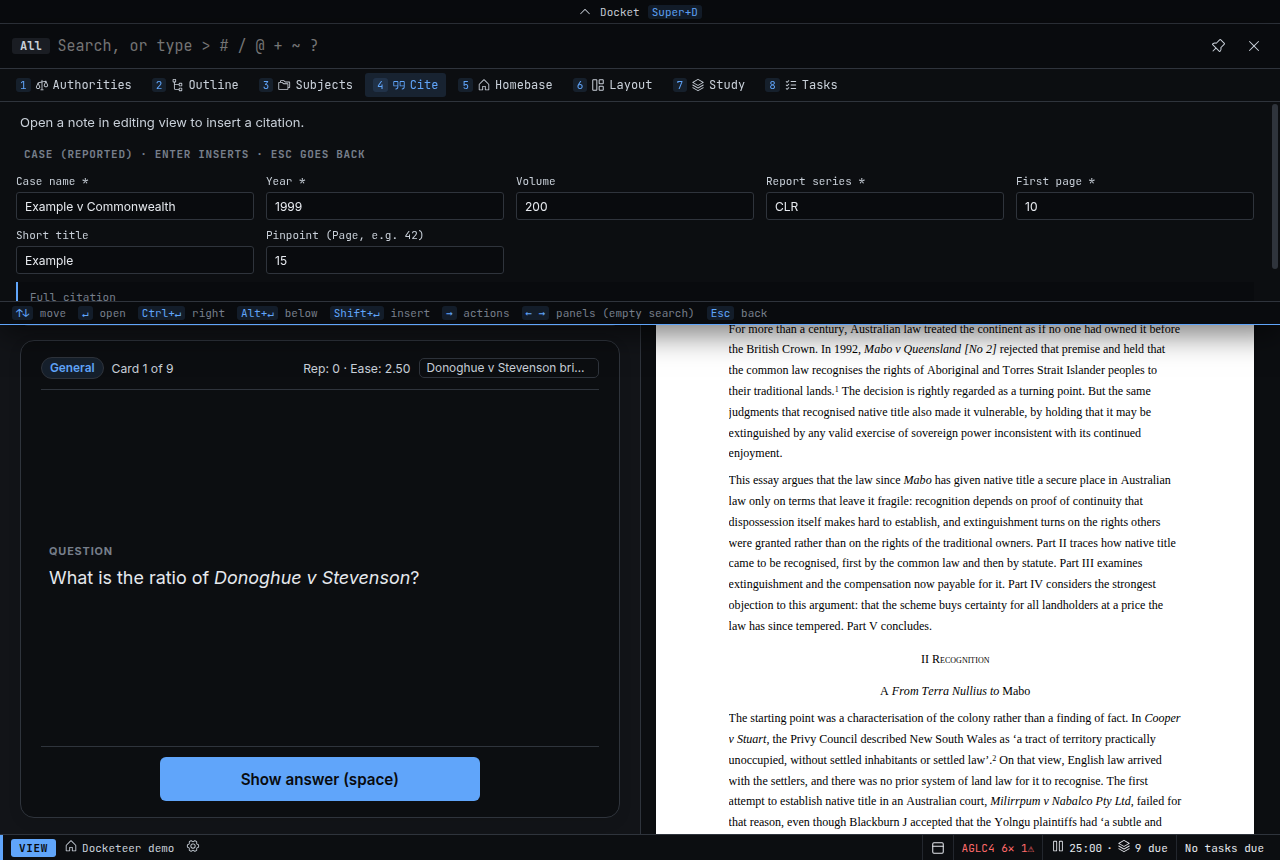 Docket Super+D
All Search, or type > # / @ + ~ ?
1 Authorities 2 Outline 3 Subjects 4 Cite 5 Homebase 6 Layout 7 Study 8 Tasks
Open a note in editing view to insert a citation.
CASE (REPORTED) · ENTER INSERTS · ESC GOES BACK
Case name * Year * Volume Report series * First page *
Example v Commonwealth 1999 200 CLR 10
Short title Pinpoint (Page, e.g. 42)
Example 15
Full citation
↑↓ move ↵ open Ctrl+↵ right Alt+↵ below Shift+↵ insert → actions ← → panels (empty search) Esc back
General Card 1 of 9 Rep: 0 · Ease: 2.50 Donoghue v Stevenson bri...
QUESTION
What is the ratio of Donoghue v Stevenson?
Show answer (space)
For more than a century, Australian law treated the continent as if no one had owned it before
the British Crown. In 1992, Mabo v Queensland [No 2] rejected that premise and held that
the common law recognises the rights of Aboriginal and Torres Strait Islander peoples to
their traditional lands.1 The decision is rightly regarded as a turning point. But the same
judgments that recognised native title also made it vulnerable, by holding that it may be
extinguished by any valid exercise of sovereign power inconsistent with its continued
enjoyment.
This essay argues that the law since Mabo has given native title a secure place in Australian
law only on terms that leave it fragile: recognition depends on proof of continuity that
dispossession itself makes hard to establish, and extinguishment turns on the rights others
were granted rather than on the rights of the traditional owners. Part II traces how native title
came to be recognised, first by the common law and then by statute. Part III examines
extinguishment and the compensation now payable for it. Part IV considers the strongest
objection to this argument: that the scheme buys certainty for all landholders at a price the
law has since tempered. Part V concludes.
II Recognition
A From Terra Nullius to Mabo
The starting point was a characterisation of the colony rather than a finding of fact. In Cooper
v Stuart, the Privy Council described New South Wales as ‘a tract of territory practically
unoccupied, without settled inhabitants or settled law’.2 On that view, English law arrived
with the settlers, and there was no prior system of land law for it to recognise. The first
attempt to establish native title in an Australian court, Milirrpum v Nabalco Pty Ltd, failed for
that reason, even though Blackburn J accepted that the Yolngu plaintiffs had ‘a subtle and
VIEW Docketeer demo AGLC4 6× 1⚠ 25:00 · 9 due No tasks due